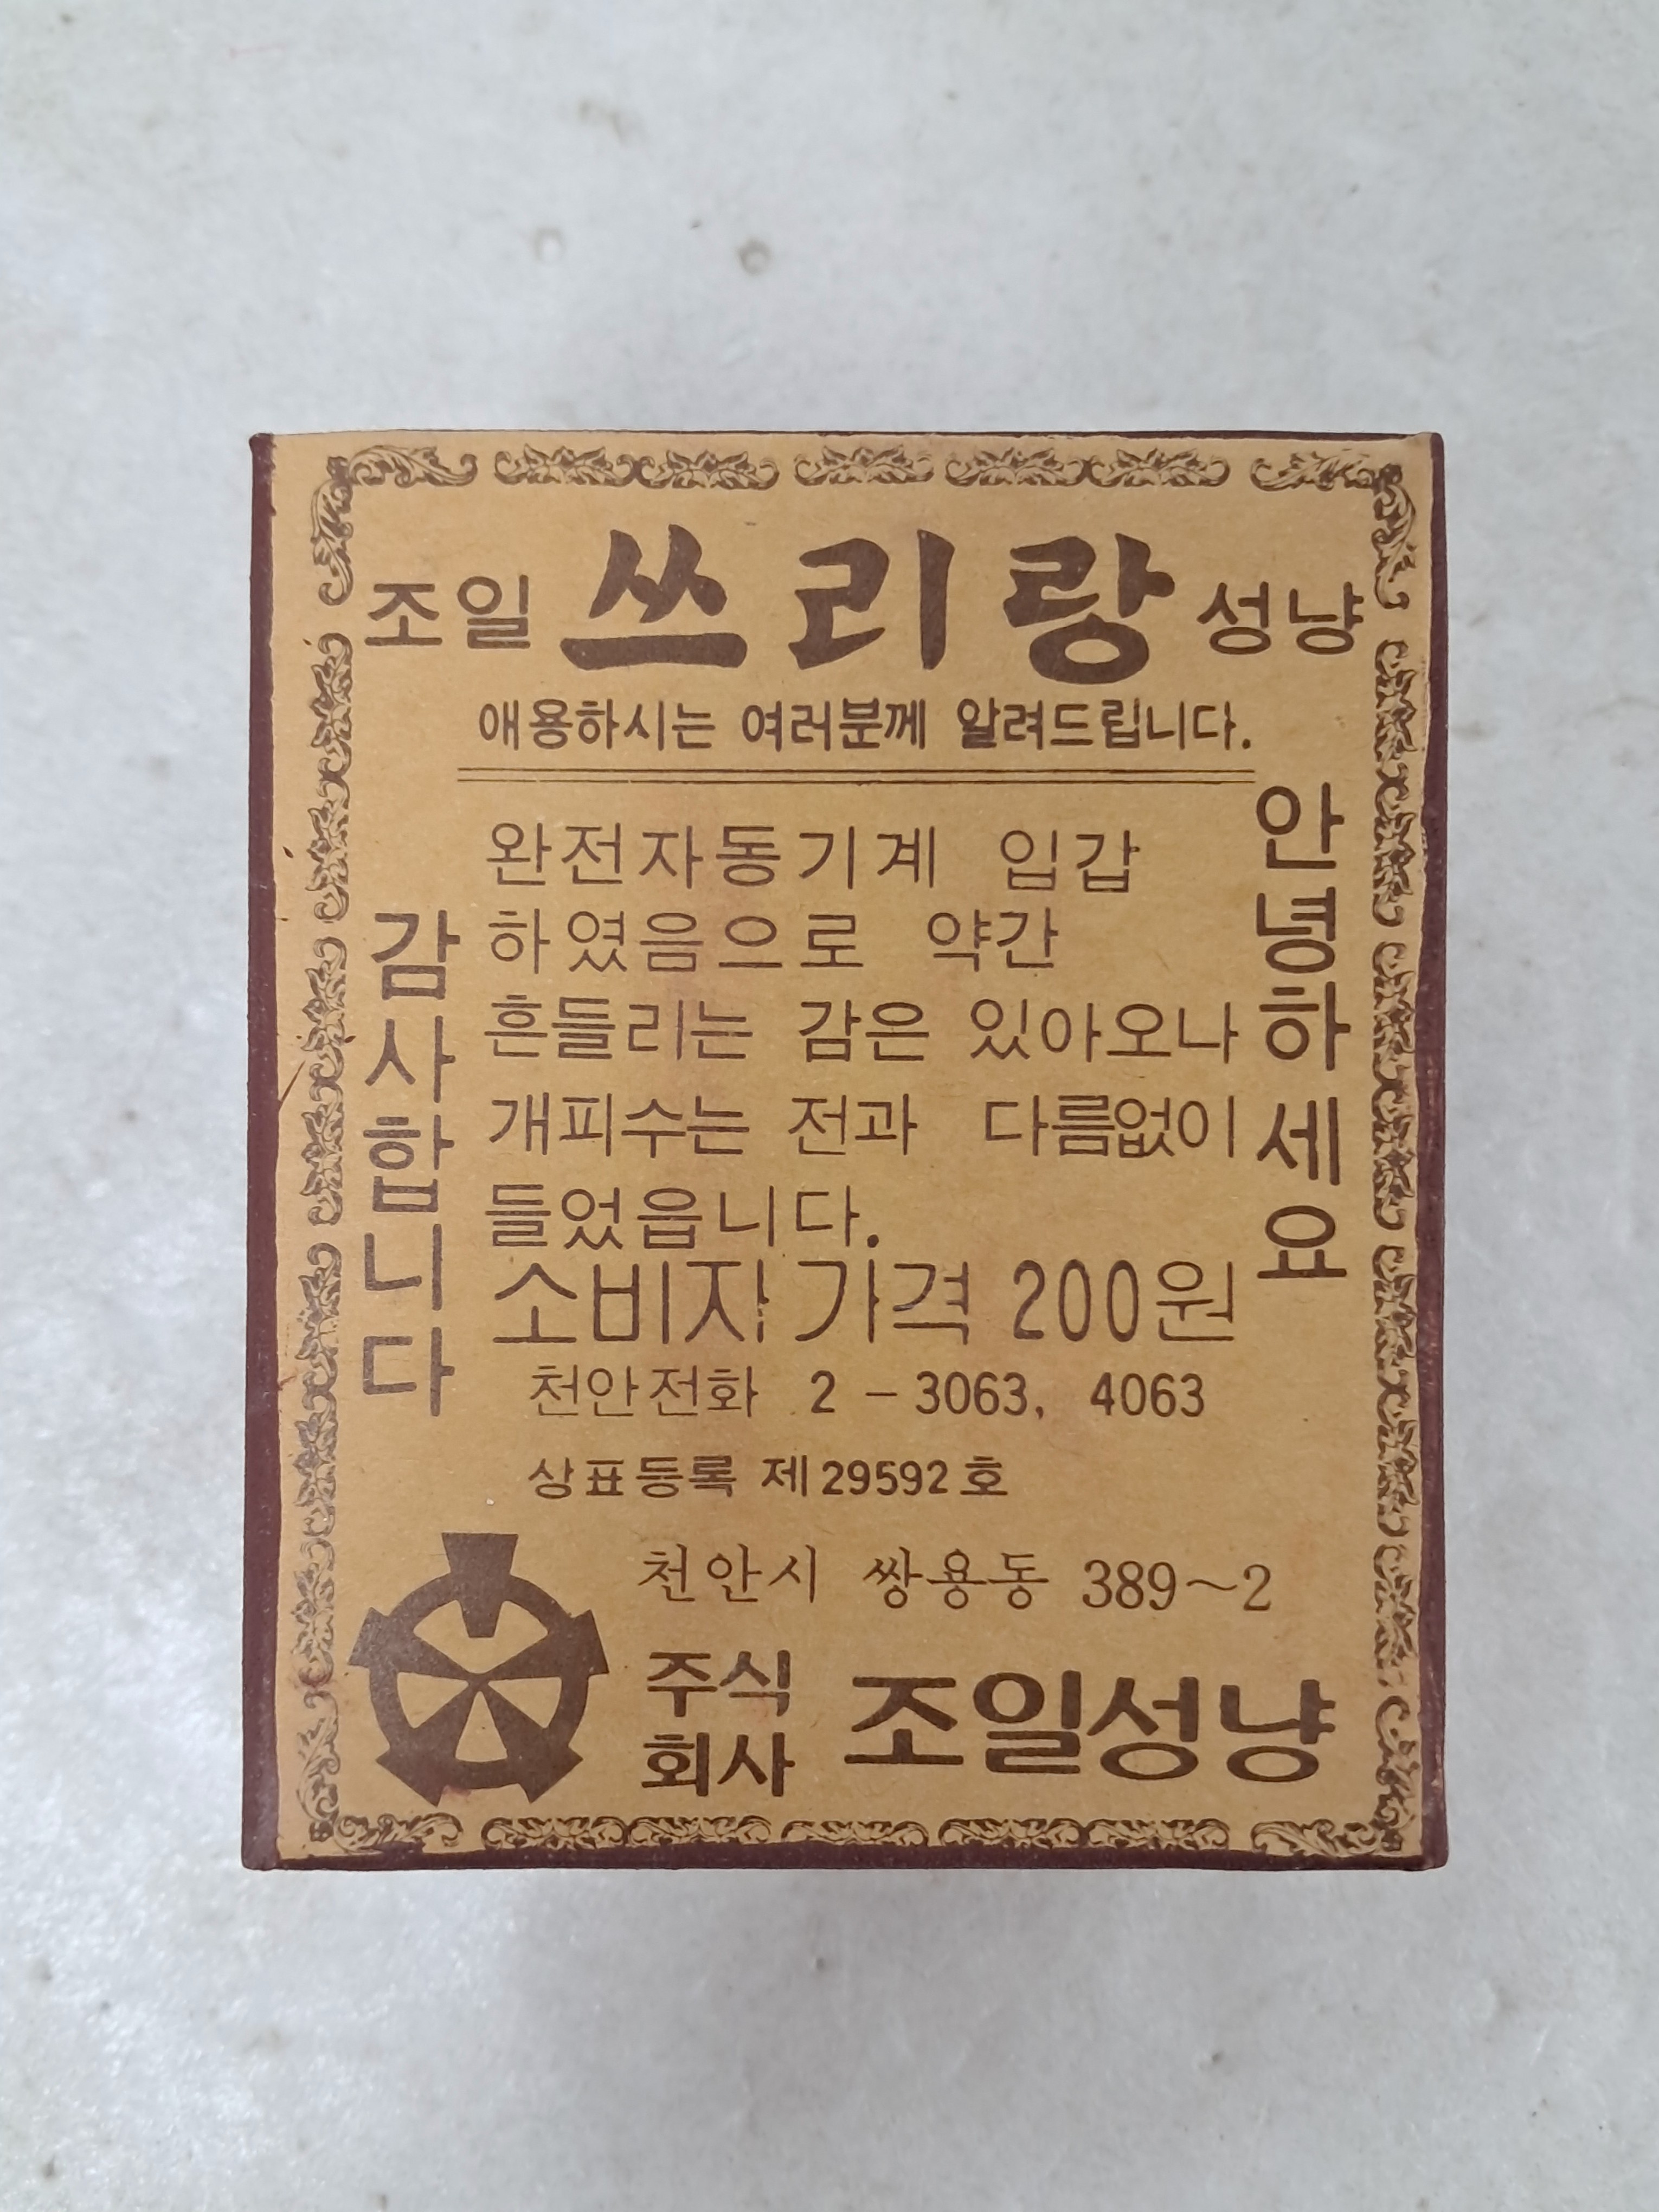 조일 쓰리랑 성냥
애용하시는 여러분께 알려드립니다.
안녕하세요
완전자동기계 입갑
하였음으로 약간
흔들리는 감은 있아오나
개피수는 전과 다름없이
들었읍니다.
소비자 가격 200원
감사합니다
천안전화 2-3063, 4063
상표등록 제29592호
천안시 쌍용동 389~2
주식
회사 조일성냥